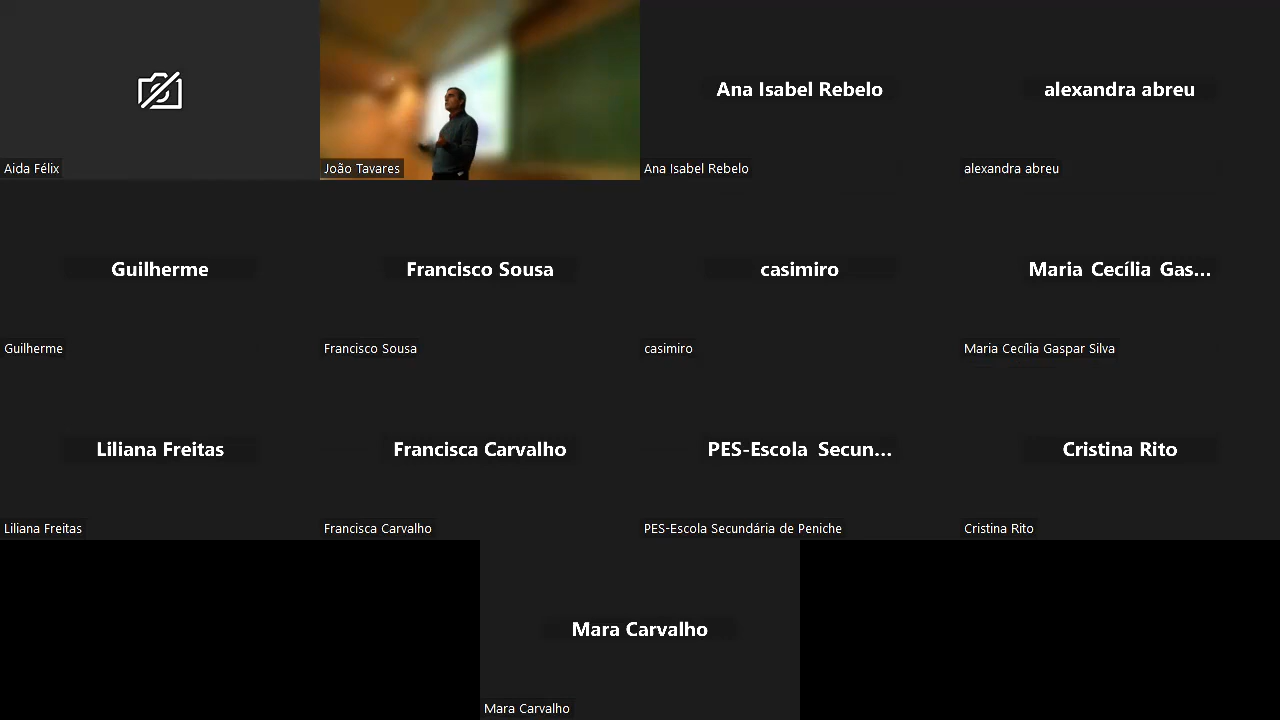 Aida Félix
João Tavares
Ana Isabel Rebelo
Ana Isabel Rebelo
alexandra abreu
alexandra abreu
Guilherme
Guilherme
Francisco Sousa
Francisco Sousa
casimiro
casimiro
Maria Cecília Gas...
Maria Cecília Gaspar Silva
Liliana Freitas
Liliana Freitas
Francisca Carvalho
Francisca Carvalho
PES-Escola Secun...
PES-Escola Secundária de Peniche
Cristina Rito
Cristina Rito
Mara Carvalho
Mara Carvalho